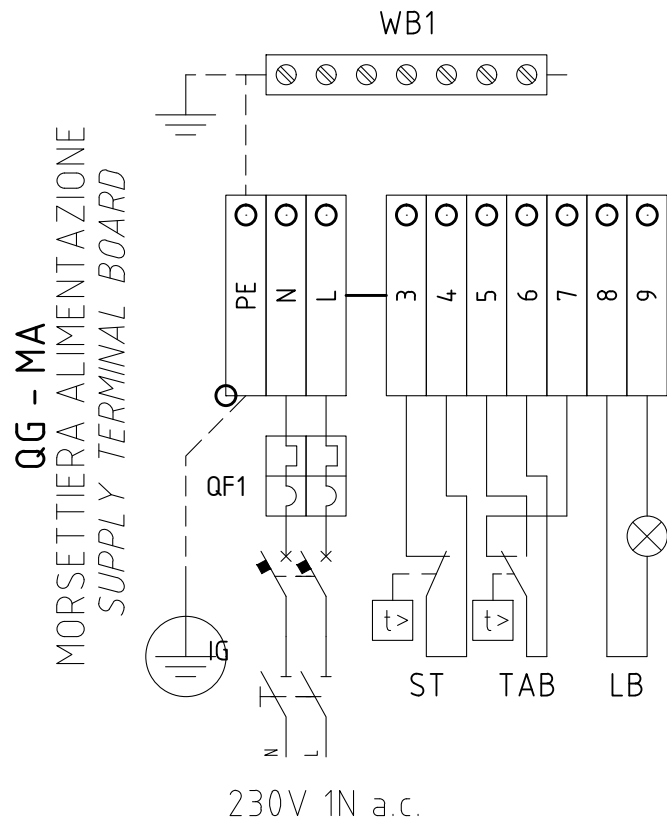 WB1
QG - MA
MORSETTIERA ALIMENTAZIONE
SUPPLY TERMINAL BOARD
PE
N
L
3
4
5
6
7
8
9
QF1
t>
t>
IG
ST
TAB
LB
N
L
230V 1N a.c.